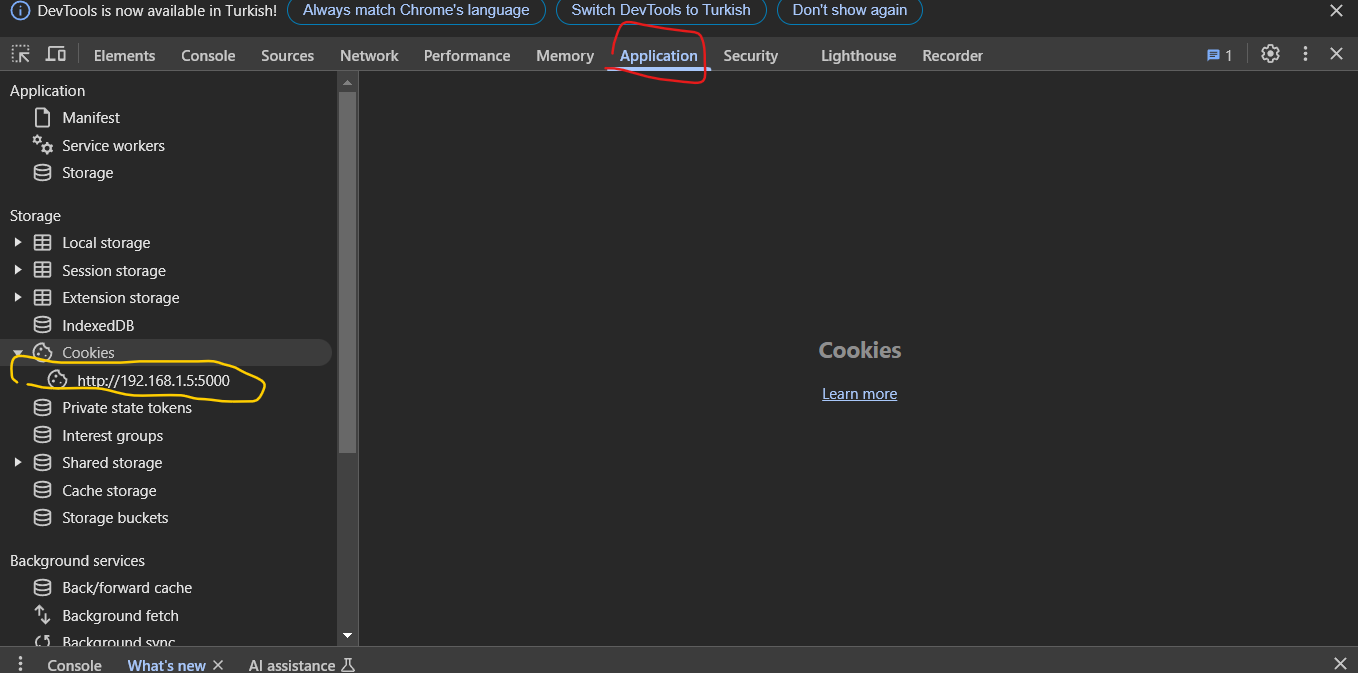 DevTools is now available in Turkish! Always match Chrome's language Switch DevTools to Turkish Don't show again
Elements Console Sources Network Performance Memory Application Security Lighthouse Recorder 1
Application
Manifest
Service workers
Storage
Storage
Local storage
Session storage
Extension storage
IndexedDB
Cookies
http://192.168.1.5:5000
Private state tokens
Interest groups
Shared storage
Cache storage
Storage buckets
Background services
Back/forward cache
Background fetch
Background sync
Cookies
Learn more
Console What's new AI assistance